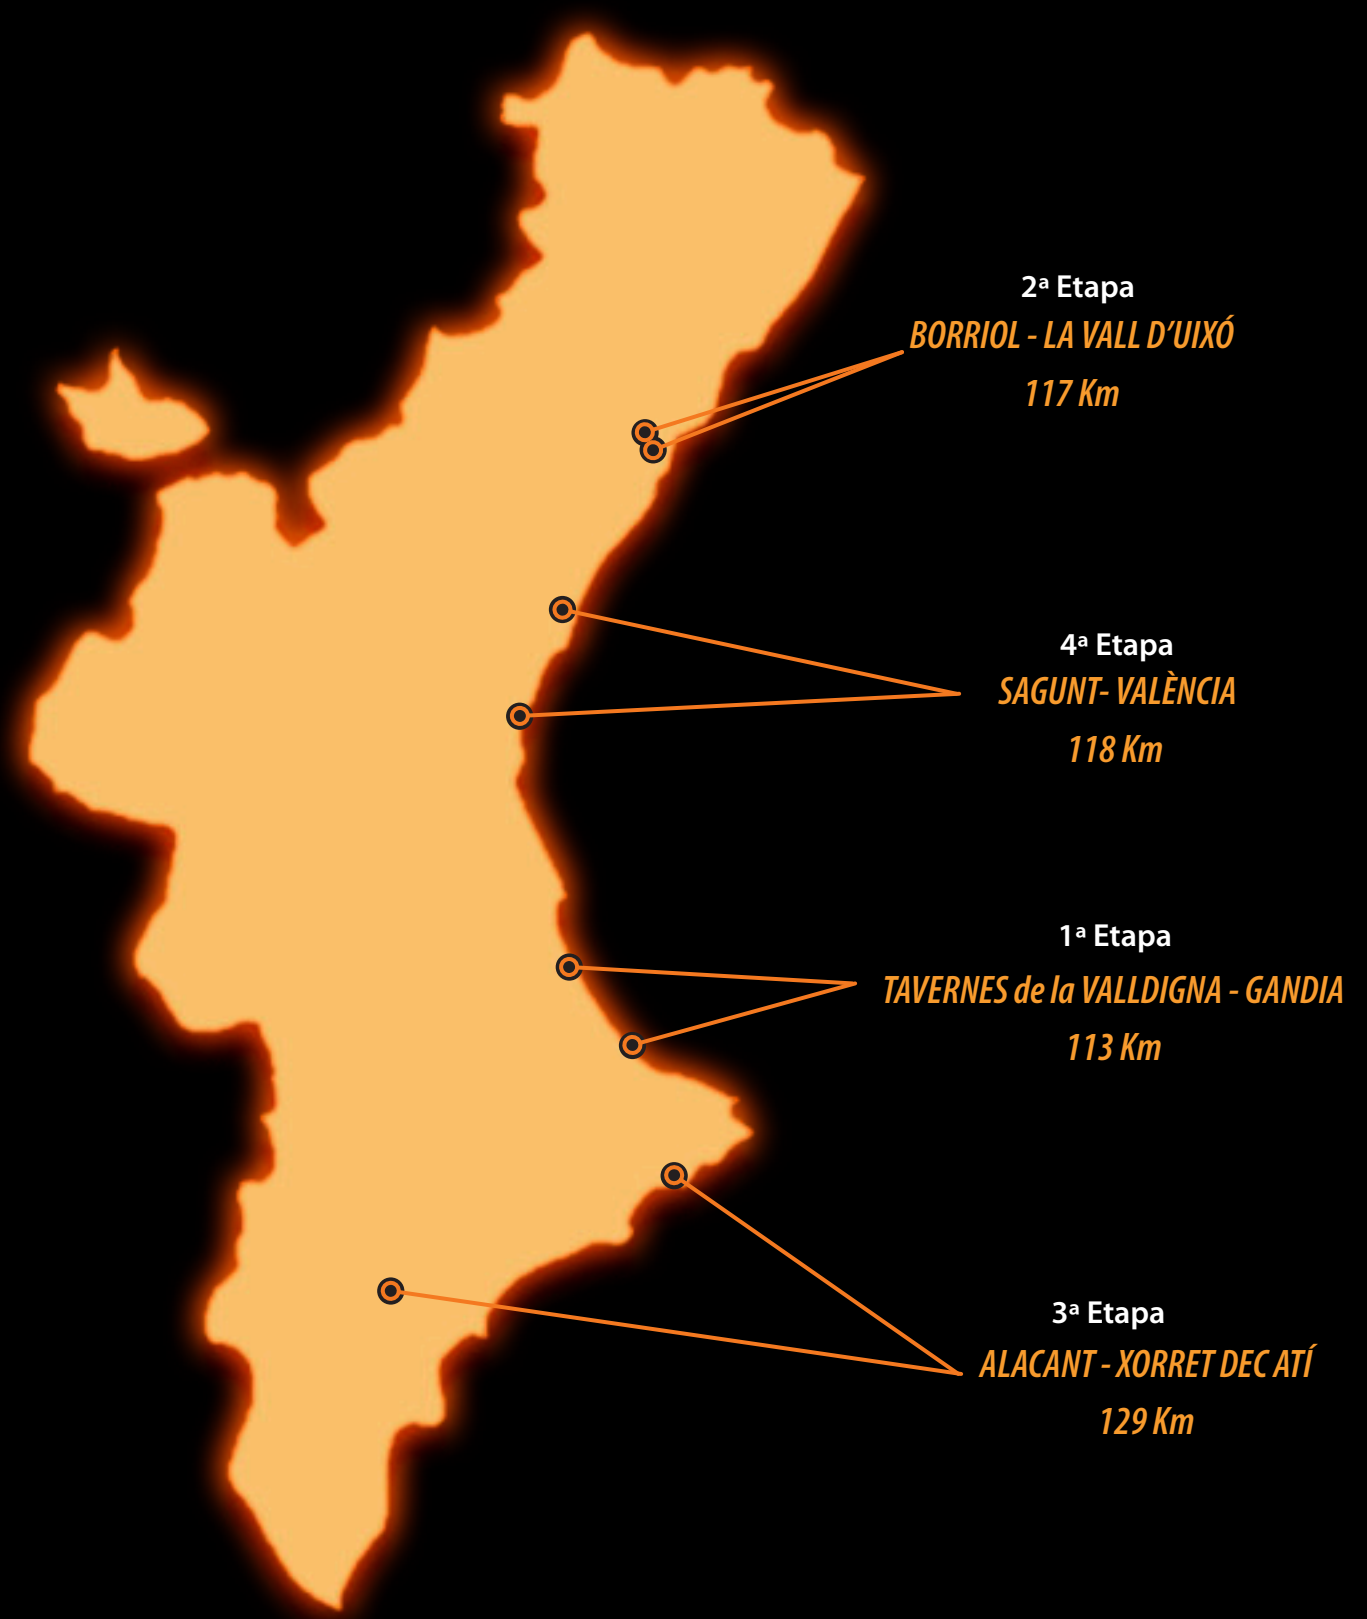 2ª Etapa
BORRIOL - LA VALL D’UIXÓ
117 Km
4ª Etapa
SAGUNT- VALÈNCIA
118 Km
1ª Etapa
TAVERNES de la VALLDIGNA - GANDIA
113 Km
3ª Etapa
ALACANT - XORRET DEC ATÍ
129 Km